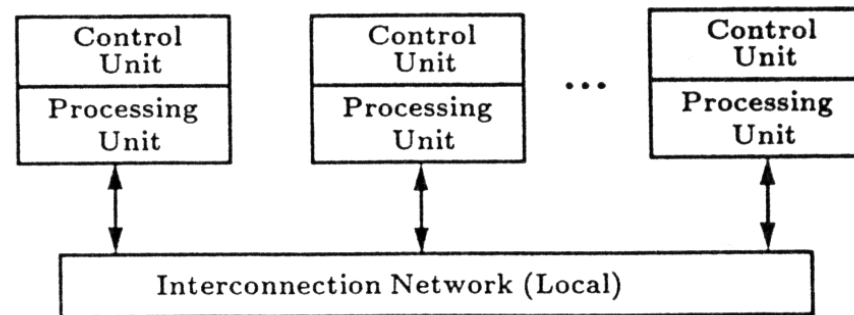 Control
Unit
Processing
Unit
Control
Unit
Processing
Unit
...
Control
Unit
Processing
Unit
Interconnection Network (Local)